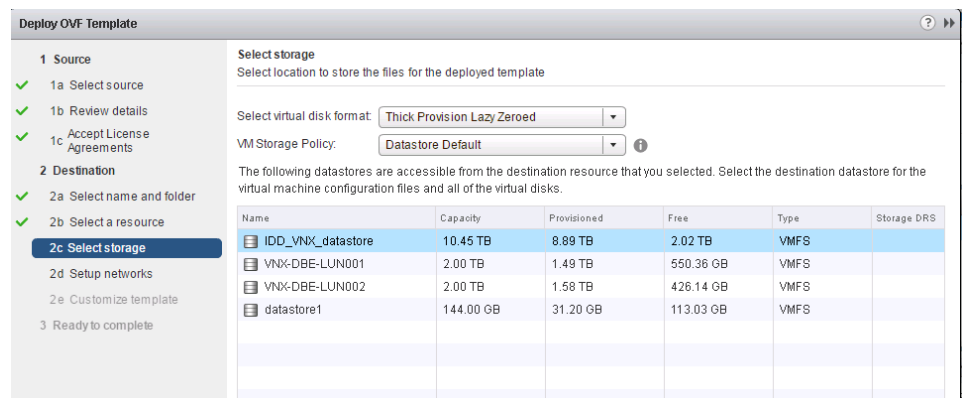 Deploy OVF Template
1 Source
1a Select source
1b Review details
1c Accept License
Agreements
2 Destination
2a Select name and folder
2b Select a resource
2c Select storage
2d Setup networks
2e Customize template
3 Ready to complete
Select storage
Select location to store the files for the deployed template
Select virtual disk format: Thick Provision Lazy Zeroed
VM Storage Policy: Datastore Default
The following datastores are accessible from the destination resource that you selected. Select the destination datastore for the
virtual machine configuration files and all of the virtual disks.
Name Capacity Provisioned Free Type Storage DRS
IDD_VNX_datastore 10.45 TB 8.89 TB 2.02 TB VMFS
VNX-DBE-LUN001 2.00 TB 1.49 TB 550.36 GB VMFS
VNX-DBE-LUN002 2.00 TB 1.58 TB 426.14 GB VMFS
datastore1 144.00 GB 31.20 GB 113.03 GB VMFS